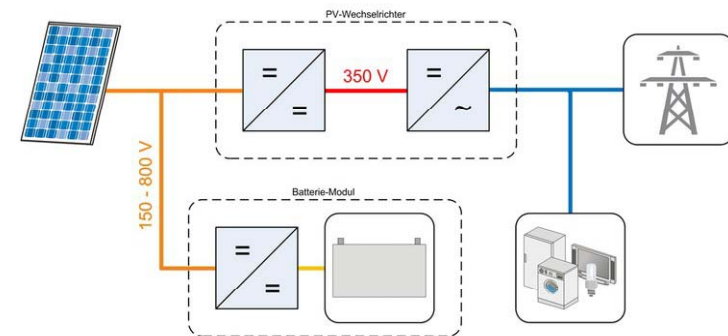 PV-Wechselrichter
=
=
350 V
=
~
150 - 800 V
Batterie-Modul
=
=